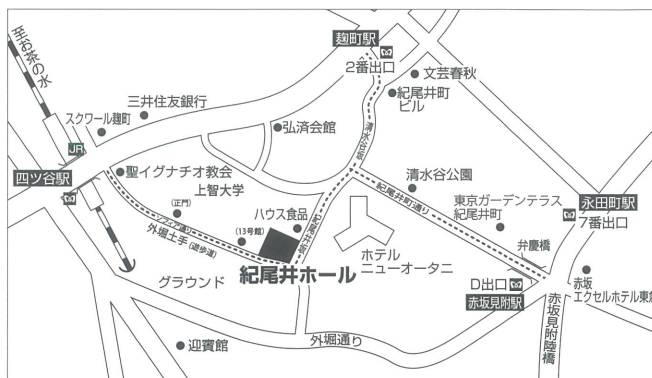 至お茶の水
麹町駅
2番出口
文芸春秋
紀尾井町
ビル
三井住友銀行
スクワール麹町
JR
弘済会館
清水谷坂
四ツ谷駅
聖イグナチオ教会
上智大学
清水谷公園
(正門)
ソフィア通り
外堀土手(遊歩道)
(13号館)
ハウス食品
紀尾井坂
紀尾井町通り
東京ガーデンテラス
紀尾井町
永田町駅
7番出口
弁慶橋
ホテル
ニューオータニ
紀尾井ホール
グラウンド
D出口
赤坂見附駅
赤坂
エクセルホテル東急
赤坂見附陸橋
外堀通り
迎賓館